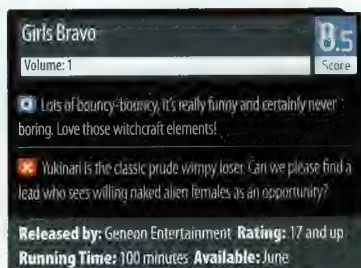 Girls Bravo
8.5
Volume: 1
Score
Lots of bouncy-bouncy, it's really funny and certainly never
boring. Love those witchcraft elements!
Yukinari is the classic prude wimpy loser. Can we please find a
lead who sees willing naked alien females as an opportunity?
Released by: Geneon Entertainment Rating: 17 and up
Running Time: 100 minutes Available: June